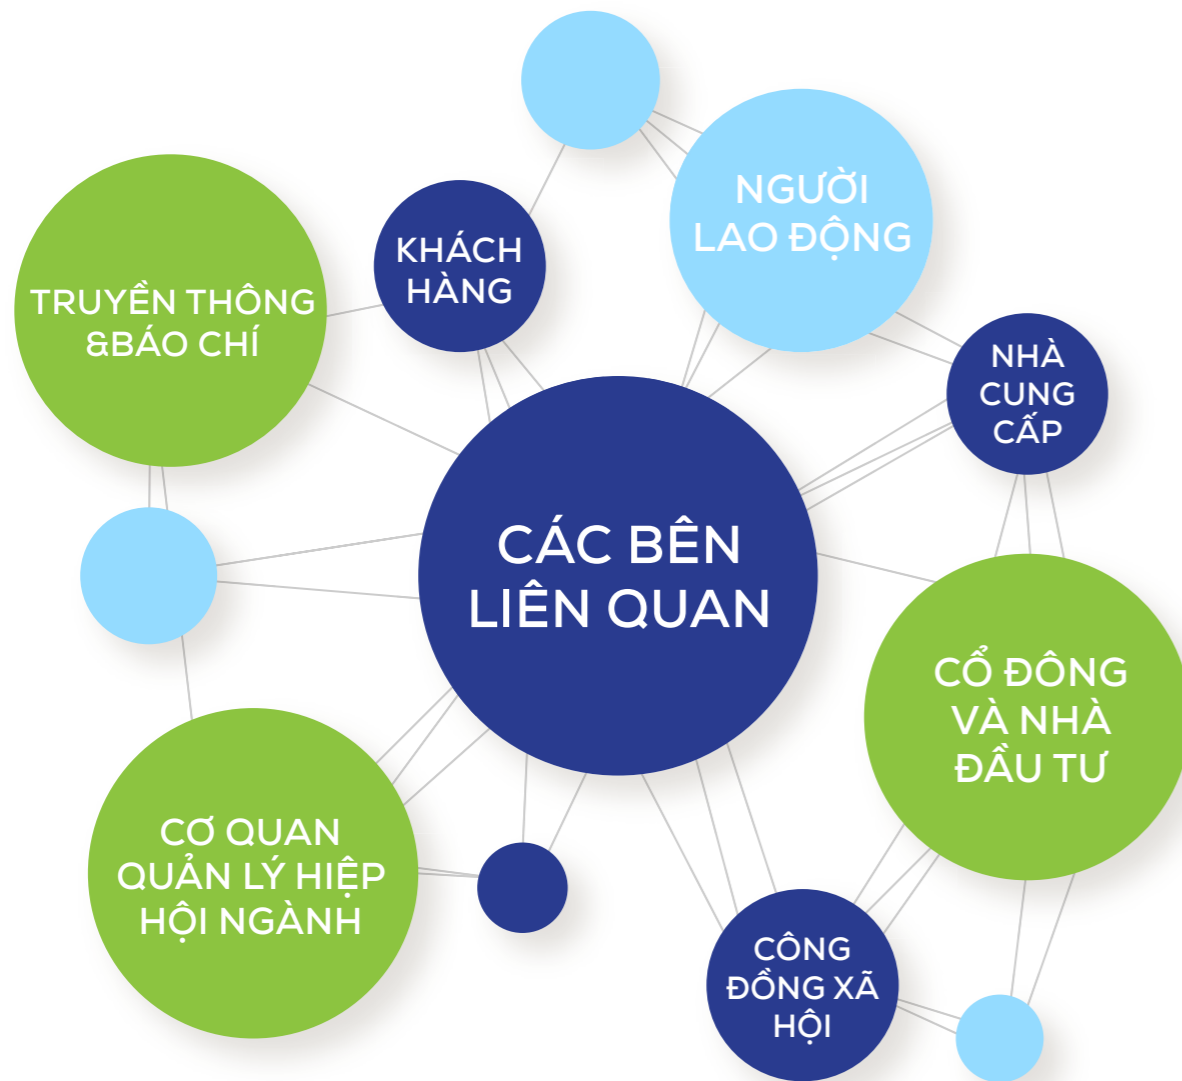 NGƯỜI
LAO ĐỘNG
KHÁCH
HÀNG
TRUYỀN THÔNG
&BÁO CHÍ
NHÀ
CUNG
CẤP
CÁC BÊN
LIÊN QUAN
CỔ ĐÔNG
VÀ NHÀ
ĐẦU TƯ
CƠ QUAN
QUẢN LÝ HIỆP
HỘI NGÀNH
CÔNG
ĐỒNG XÃ
HỘI